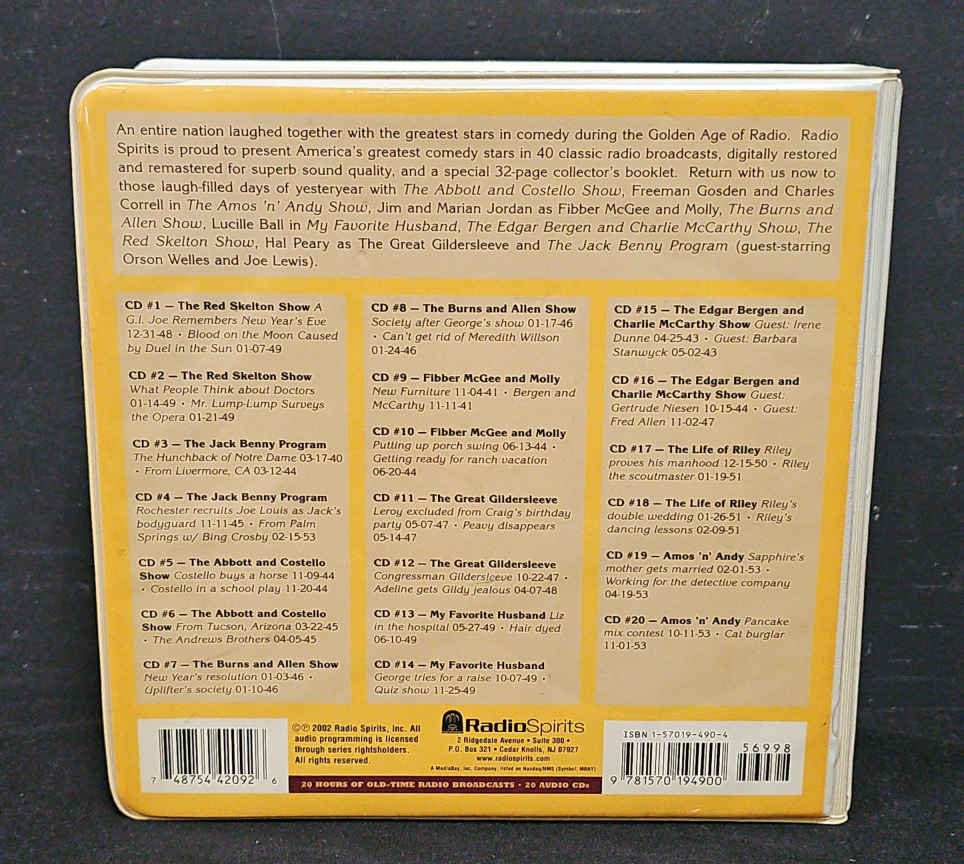 An entire nation laughed together with the greatest stars in comedy during the Golden Age of Radio. Radio
Spirits is proud to present America's greatest comedy stars in 40 classic radio broadcasts, digitally restored
and remastered for superb sound quality, and a special 32-page collector's booklet. Return with us now to
those laugh-filled days of yesteryear with The Abbott and Costello Show, Freeman Gosden and Charles
Correll in The Amos 'n' Andy Show, Jim and Marian Jordan as Fibber McGee and Molly, The Burns and
Allen Show, Lucille Ball in My Favorite Husband, The Edgar Bergen and Charlie McCarthy Show, The
Red Skelton Show, Hal Peary as The Great Gildersleeve and The Jack Benny Program (guest-starring
Orson Welles and Joe Lewis).
CD #1 – The Red Skelton Show A
G.I. Joe Remembers New Year's Eve
12-31-48 • Blood on the Moon Caused
by Duel in the Sun 01-07-49
CD #2 – The Red Skelton Show
What People Think about Doctors
01-14-49 • Mr. Lump-Lump Surveys
the Opera 01-21-49
CD #3 – The Jack Benny Program
The Hunchback of Notre Dame 03-17-40
• From Livermore, CA 03-12-44
CD #4 – The Jack Benny Program
Rochester recruits Joe Louis as Jack's
bodyguard 11-11-45 • From Palm
Springs w/ Bing Crosby 02-15-53
CD #5 – The Abbott and Costello
Show Costello buys a horse 11-09-44
• Costello in a school play 11-20-44
CD #6 – The Abbott and Costello
Show From Tucson, Arizona 03-22-45
• The Andrews Brothers 04-05-45
CD #7 – The Burns and Allen Show
New Year's resolution 01-03-46 •
Uplifter's society 01-10-46
CD #8 – The Burns and Allen Show
Society after George's show 01-17-46
• Can't get rid of Meredith Willson
01-24-46
CD #9 – Fibber McGee and Molly
New Furniture 11-04-41 • Bergen and
McCarthy 11-11-41
CD #10 – Fibber McGee and Molly
Putting up porch swing 06-13-44 •
Getting ready for ranch vacation
06-20-44
CD #11 – The Great Gildersleeve
Leroy excluded from Craig's birthday
party 05-07-47 • Peavy disappears
05-14-47
CD #12 – The Great Gildersleeve
Congressman Gildersleeve 10-22-47 •
Adeline gets Gildy jealous 04-07-48
CD #13 – My Favorite Husband Liz
in the hospital 05-27-49 • Hair dyed
06-10-49
CD #14 – My Favorite Husband
George tries for a raise 10-07-49 •
Quiz show 11-25-49
CD #15 – The Edgar Bergen and
Charlie McCarthy Show Guest: Irene
Dunne 04-25-43 • Guest: Barbara
Stanwyck 05-02-43
CD #16 – The Edgar Bergen and
Charlie McCarthy Show Guest:
Gertrude Niesen 10-15-44 • Guest:
Fred Allen 11-02-47
CD #17 – The Life of Riley Riley
proves his manhood 12-15-50 • Riley
the scoutmaster 01-19-51
CD #18 – The Life of Riley Riley's
double wedding 01-26-51 • Riley's
dancing lessons 02-09-51
CD #19 – Amos 'n' Andy Sapphire's
mother gets married 02-01-53 •
Working for the detective company
04-19-53
CD #20 – Amos 'n' Andy Pancake
mix contest 10-11-53 • Cat burglar
11-01-53
7 48754 42092 6
©℗ 2002 Radio Spirits, Inc. All
audio programming is licensed
through series rightsholders.
All rights reserved.
RadioSpirits
2 Ridgedale Avenue • Suite 300 •
P.O. Box 321 • Cedar Knolls, NJ 07927
www.radiospirits.com
A MediaBay, Inc. Company, listed on Nasdaq/NMS (Symbol, MBAY)
20 HOURS OF OLD-TIME RADIO BROADCASTS • 20 AUDIO CDs
ISBN 1-57019-490-4
56998
9 781570 194900